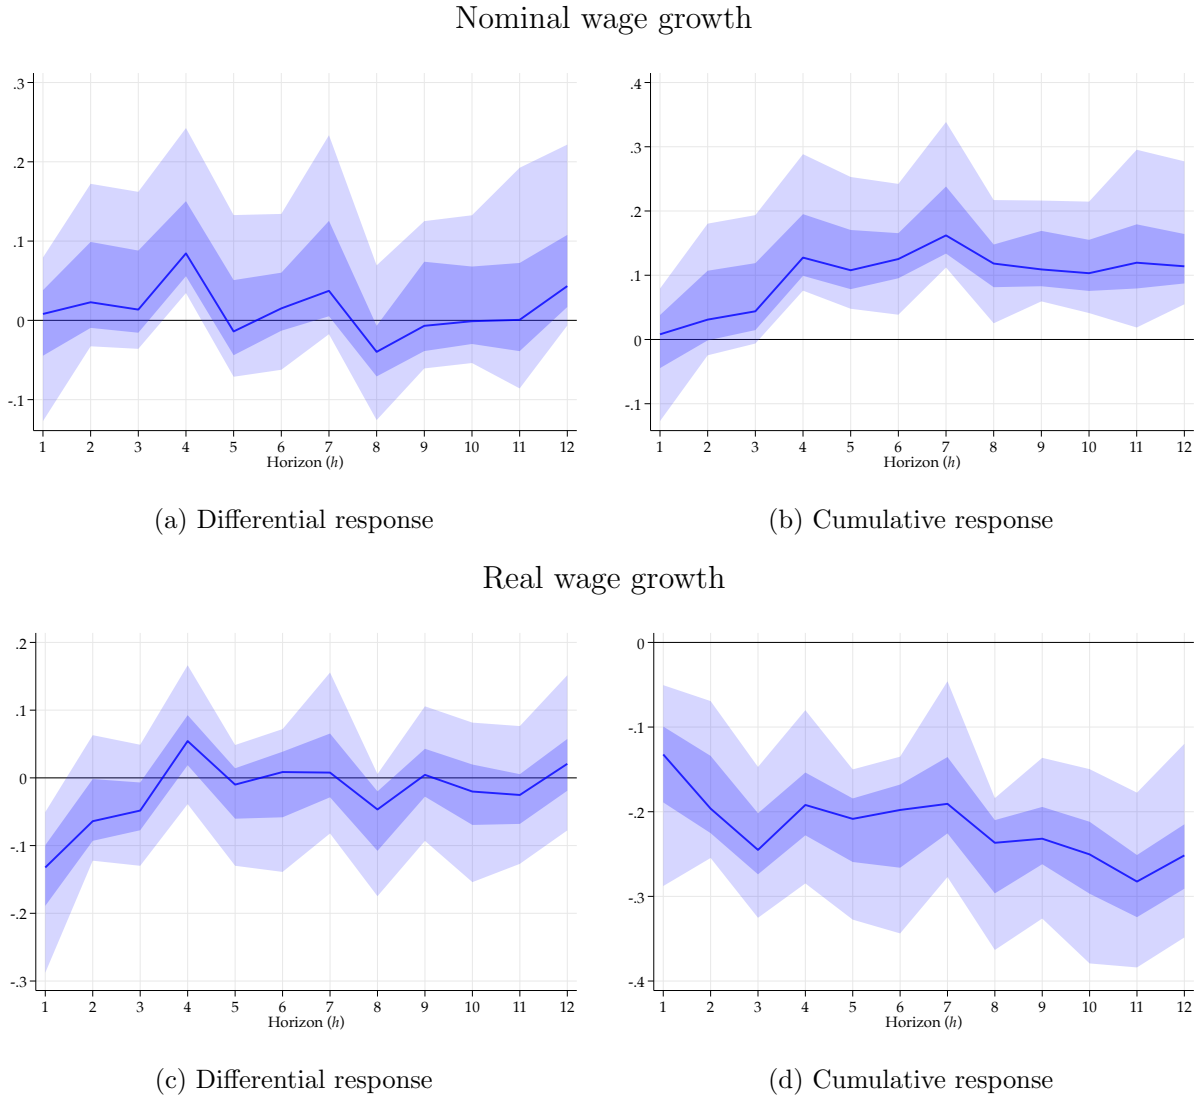 Nominal wage growth
.3
.2
.1
0
-.1
1 2 3 4 5 6 7 8 9 10 11 12
Horizon (h)
(a) Differential response
.4
.3
.2
.1
0
-.1
1 2 3 4 5 6 7 8 9 10 11 12
Horizon (h)
(b) Cumulative response
Real wage growth
.2
.1
0
-.1
-.2
-.3
1 2 3 4 5 6 7 8 9 10 11 12
Horizon (h)
(c) Differential response
0
-.1
-.2
-.3
-.4
1 2 3 4 5 6 7 8 9 10 11 12
Horizon (h)
(d) Cumulative response